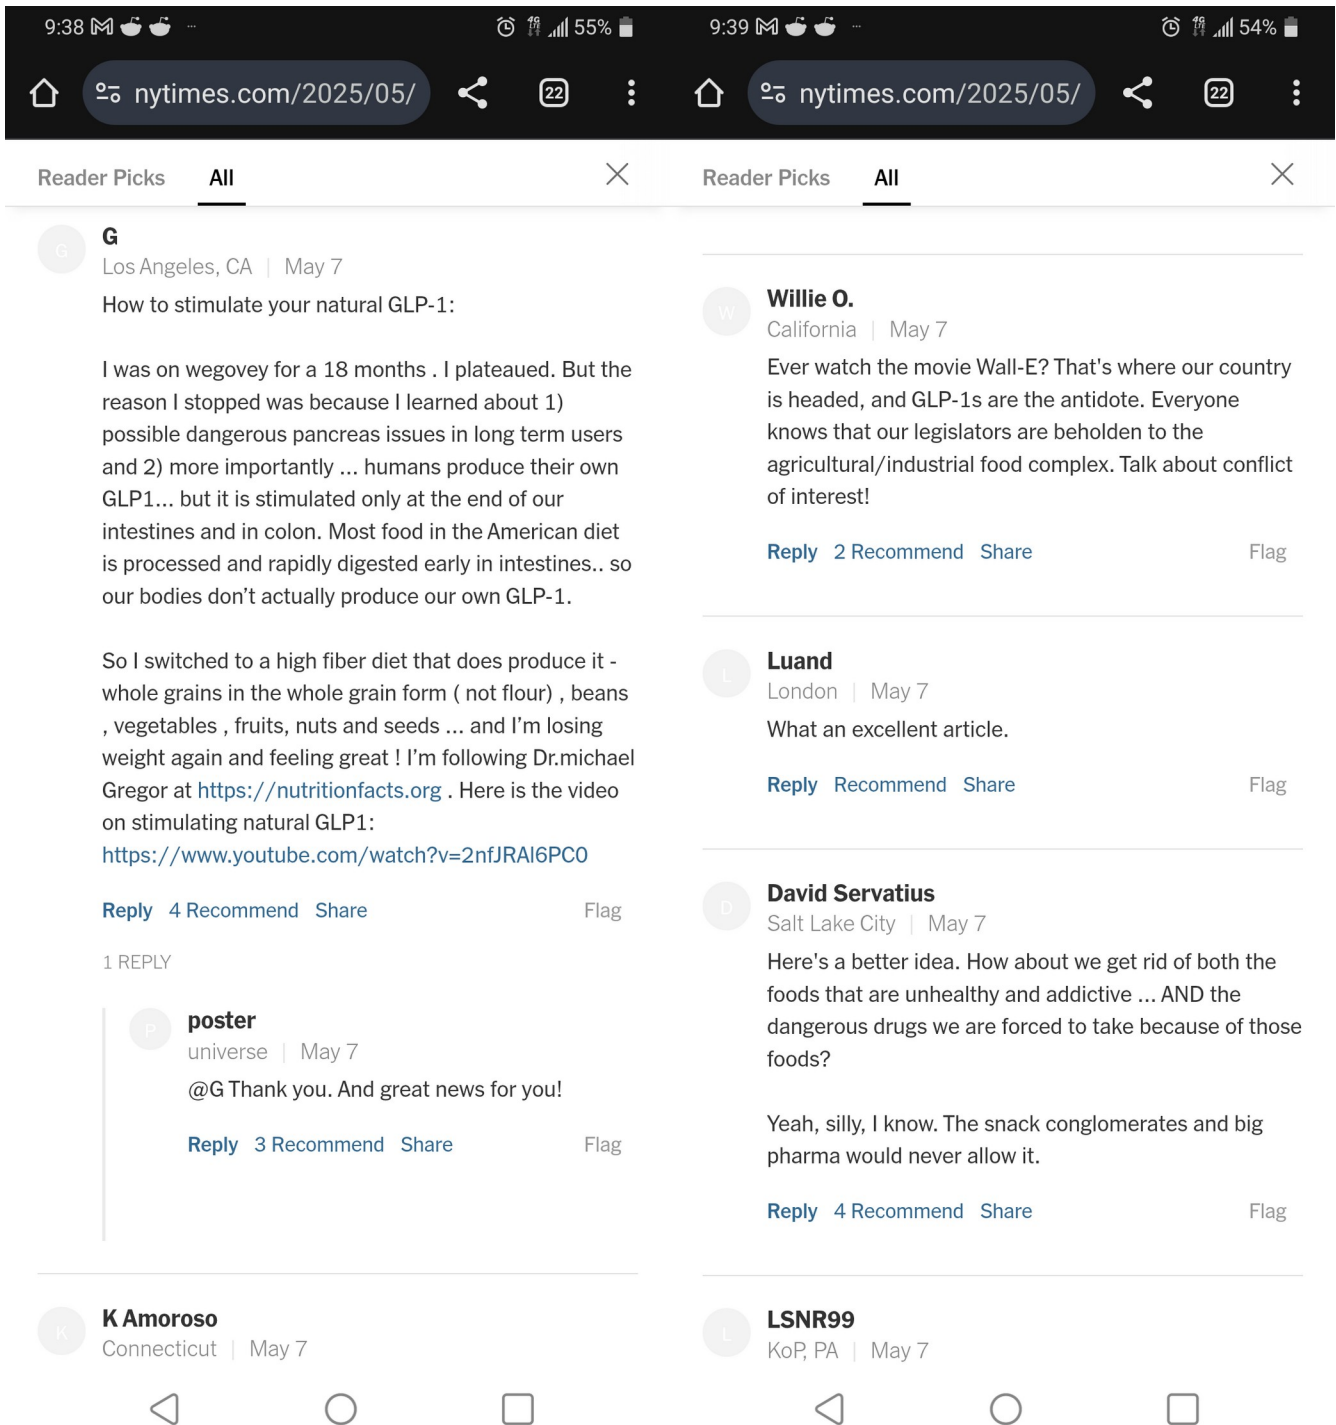 9:38
55%
nytimes.com/2025/05/
22
Reader Picks All
G
G
Los Angeles, CA | May 7
How to stimulate your natural GLP-1:
I was on wegovey for a 18 months . I plateaued. But the
reason I stopped was because I learned about 1)
possible dangerous pancreas issues in long term users
and 2) more importantly ... humans produce their own
GLP1... but it is stimulated only at the end of our
intestines and in colon. Most food in the American diet
is processed and rapidly digested early in intestines.. so
our bodies don’t actually produce our own GLP-1.
So I switched to a high fiber diet that does produce it -
whole grains in the whole grain form ( not flour) , beans
, vegetables , fruits, nuts and seeds ... and I’m losing
weight again and feeling great ! I’m following Dr.michael
Gregor at https://nutritionfacts.org . Here is the video
on stimulating natural GLP1:
https://www.youtube.com/watch?v=2nfJRAl6PC0
Reply 4 Recommend Share Flag
1 REPLY
P
poster
universe | May 7
@G Thank you. And great news for you!
Reply 3 Recommend Share Flag
K
K Amoroso
Connecticut | May 7
9:39
54%
nytimes.com/2025/05/
22
Reader Picks All
W
Willie O.
California | May 7
Ever watch the movie Wall-E? That's where our country
is headed, and GLP-1s are the antidote. Everyone
knows that our legislators are beholden to the
agricultural/industrial food complex. Talk about conflict
of interest!
Reply 2 Recommend Share Flag
L
Luand
London | May 7
What an excellent article.
Reply Recommend Share Flag
D
David Servatius
Salt Lake City | May 7
Here's a better idea. How about we get rid of both the
foods that are unhealthy and addictive ... AND the
dangerous drugs we are forced to take because of those
foods?
Yeah, silly, I know. The snack conglomerates and big
pharma would never allow it.
Reply 4 Recommend Share Flag
L
LSNR99
KoP, PA | May 7